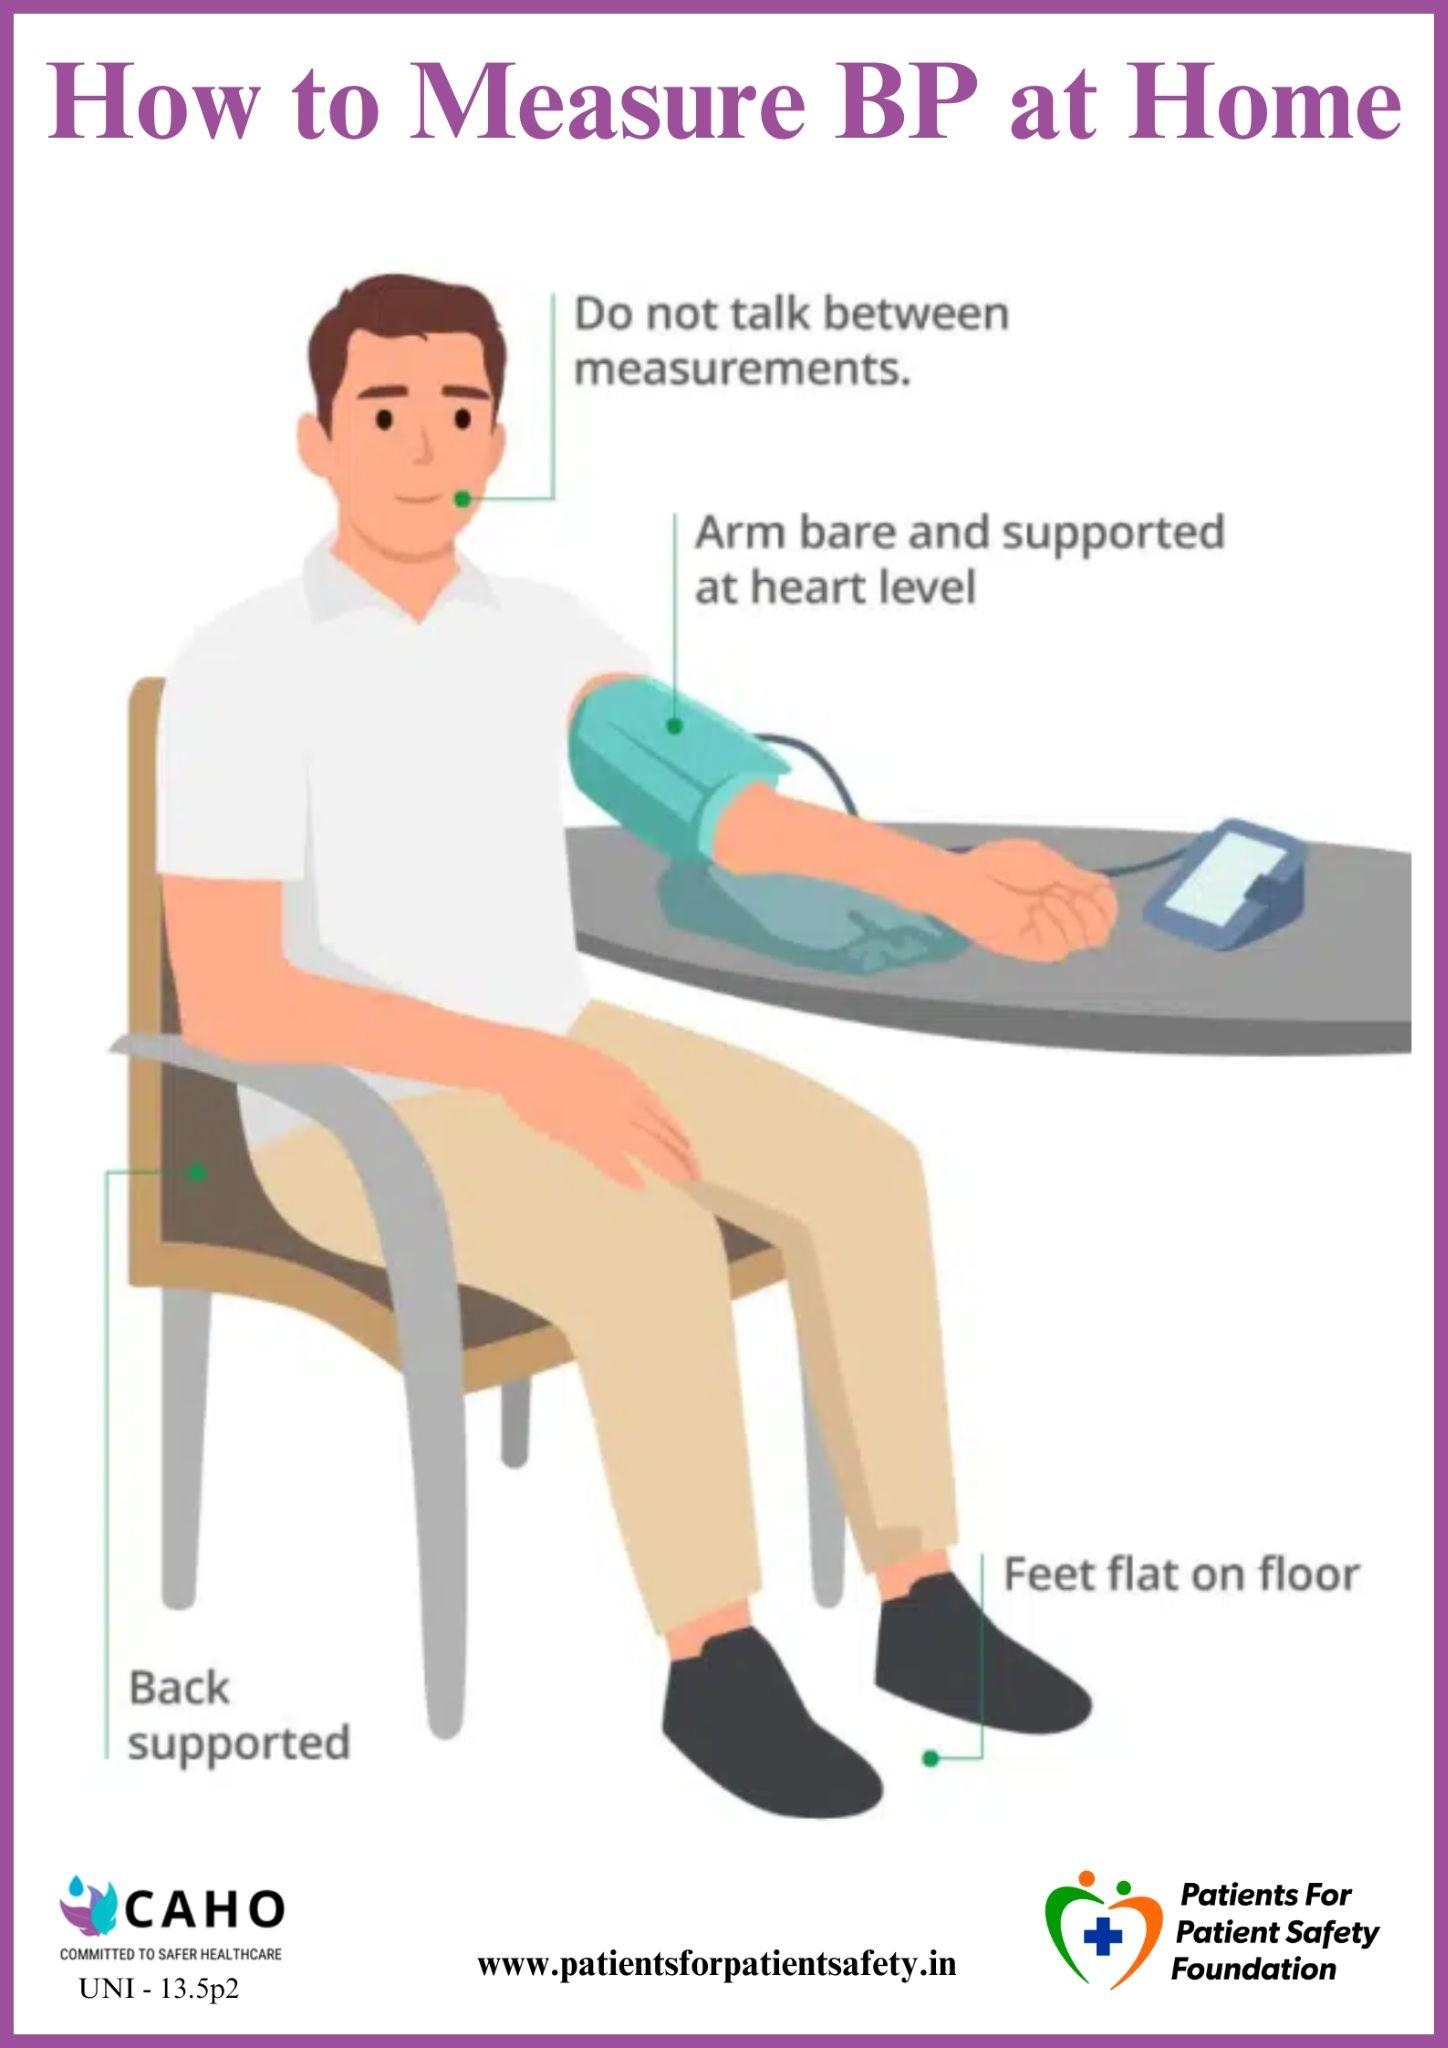 How to Measure BP at Home
Do not talk between
measurements.
Arm bare and supported
at heart level
Feet flat on floor
Back
supported
CAHO
COMMITTED TO SAFER HEALTHCARE
UNI - 13.5p2
www.patientsforpatientsafety.in
Patients For
Patient Safety
Foundation